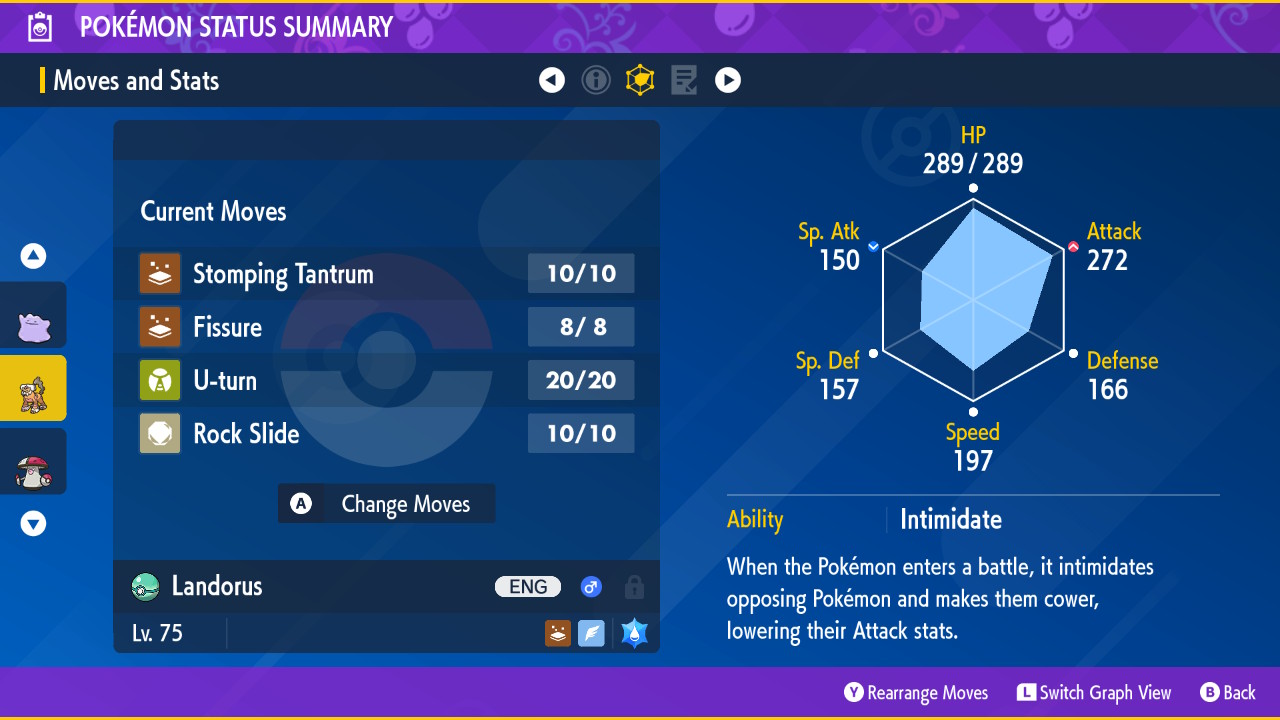 POKÉMON STATUS SUMMARY
Moves and Stats
Current Moves
Stomping Tantrum 10/10
Fissure 8/ 8
U-turn 20/20
Rock Slide 10/10
A Change Moves
Landorus ENG
Lv. 75
HP
289 / 289
Sp. Atk
150
Attack
272
Sp. Def
157
Defense
166
Speed
197
Ability Intimidate
When the Pokémon enters a battle, it intimidates
opposing Pokémon and makes them cower,
lowering their Attack stats.
Y Rearrange Moves L Switch Graph View B Back